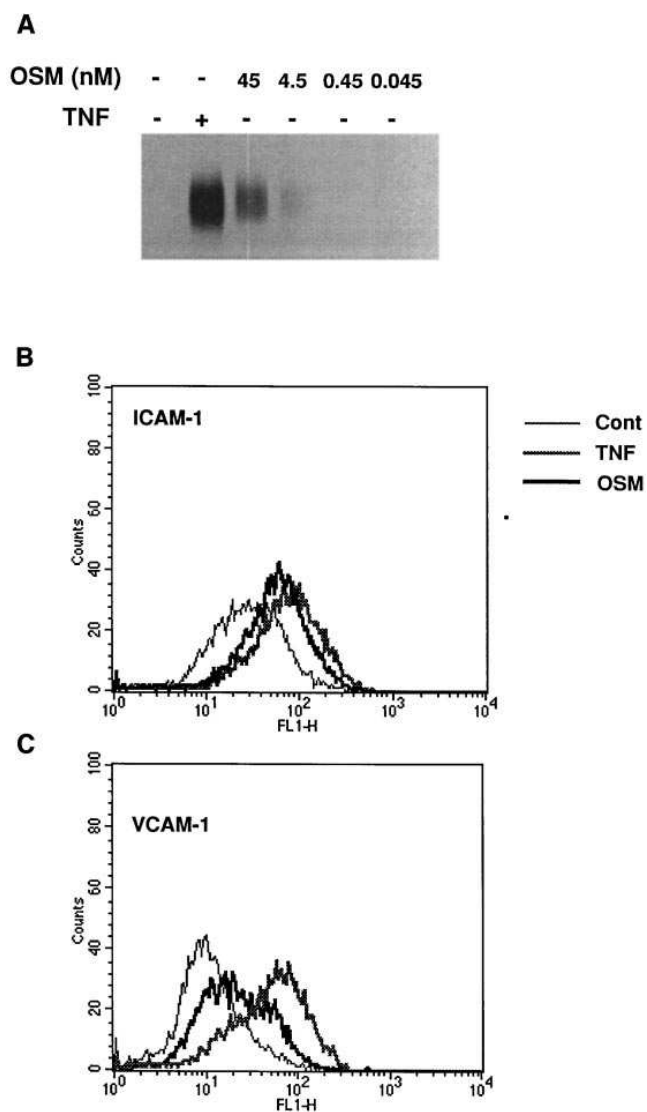 A
OSM (nM) - - 45 4.5 0.45 0.045
TNF - + - - - -
B
ICAM-1
Counts
100
80
60
40
20
0
10^0 10^1 10^2 10^3 10^4
FL1-H
Cont
TNF
OSM
C
VCAM-1
Counts
100
80
60
40
20
0
10^0 10^1 10^2 10^3 10^4
FL1-H